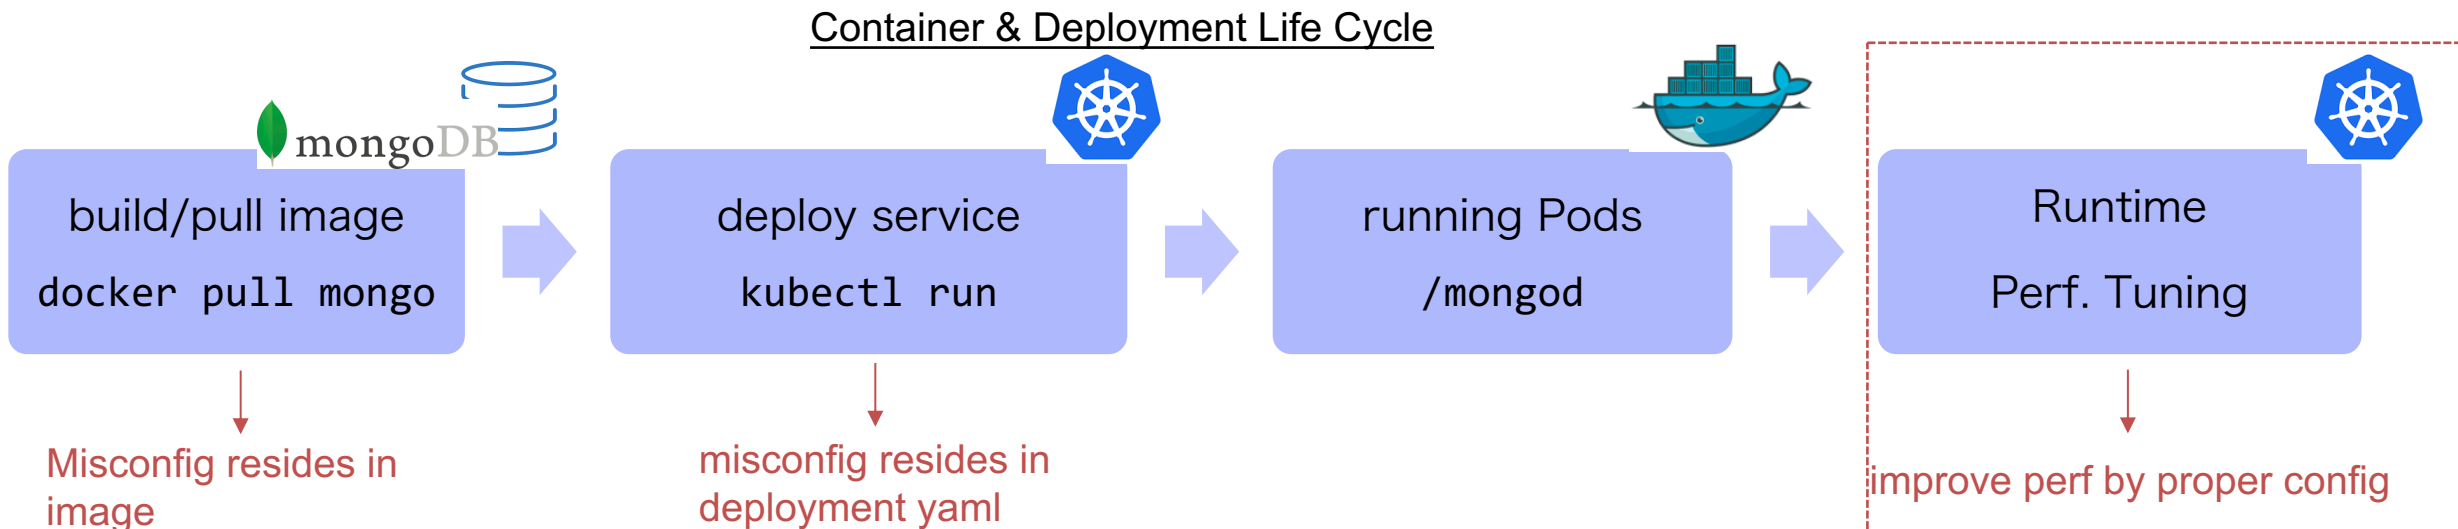 Container & Deployment Life Cycle
mongoDB
build/pull image
docker pull mongo
deploy service
kubectl run
running Pods
/mongod
Runtime
Perf. Tuning
Misconfig resides in
image
misconfig resides in
deployment yaml
improve perf by proper config